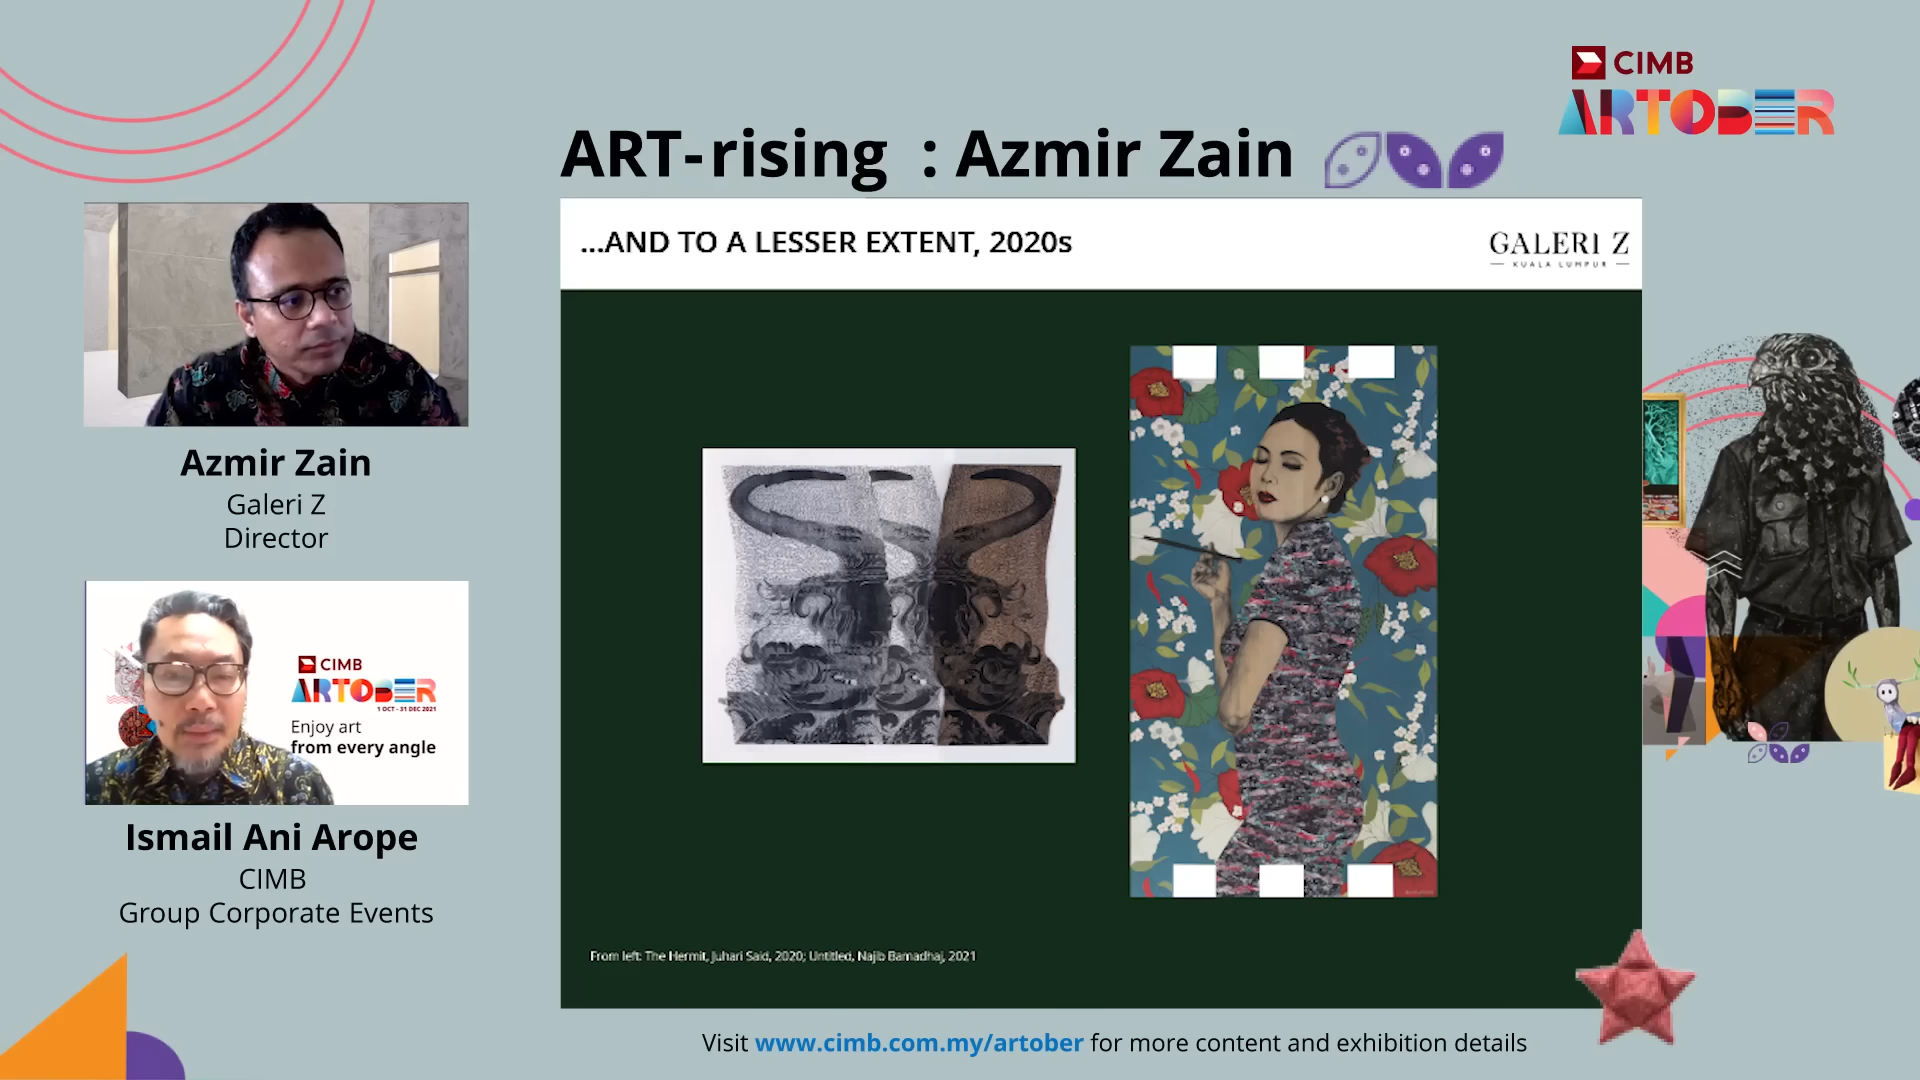 CIMB
ARTOBER
ART-rising : Azmir Zain
...AND TO A LESSER EXTENT, 2020s
GALERI Z
KUALA LUMPUR
Azmir Zain
Galeri Z
Director
CIMB
ARTOBER
1 OCT - 31 DEC 2021
Enjoy art
from every angle
Ismail Ani Arope
CIMB
Group Corporate Events
From left: The Hermit, Juhari Said, 2020; Untitled, Najib Bamadhaj, 2021
Visit www.cimb.com.my/artober for more content and exhibition details